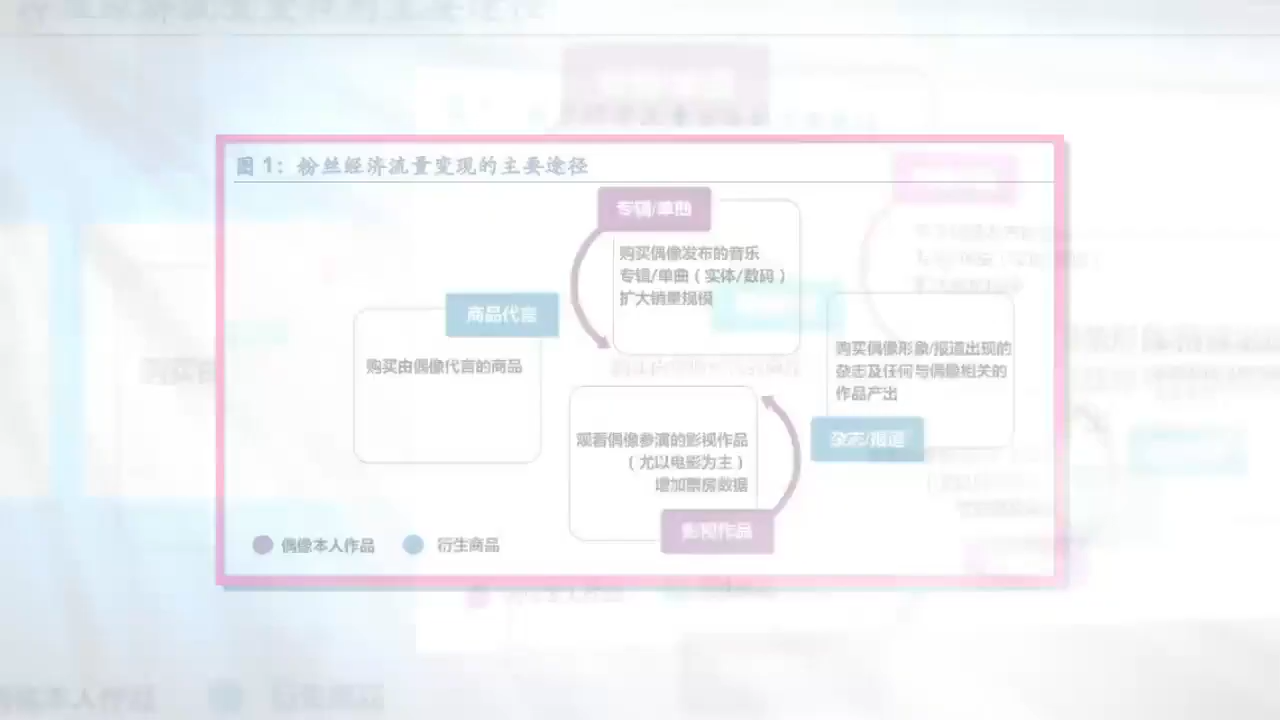 图 1：粉丝经济流量变现的主要途径
专辑/单曲
购买偶像发布的音乐
专辑/单曲（实体/数码）
扩大销量规模
商品代言
购买由偶像代言的商品
购买偶像形象/报道出现的
杂志及任何与偶像相关的
作品产出
杂志/报道
观看偶像参演的影视作品
（尤以电影为主）
增加票房数据
影视作品
偶像本人作品
衍生商品